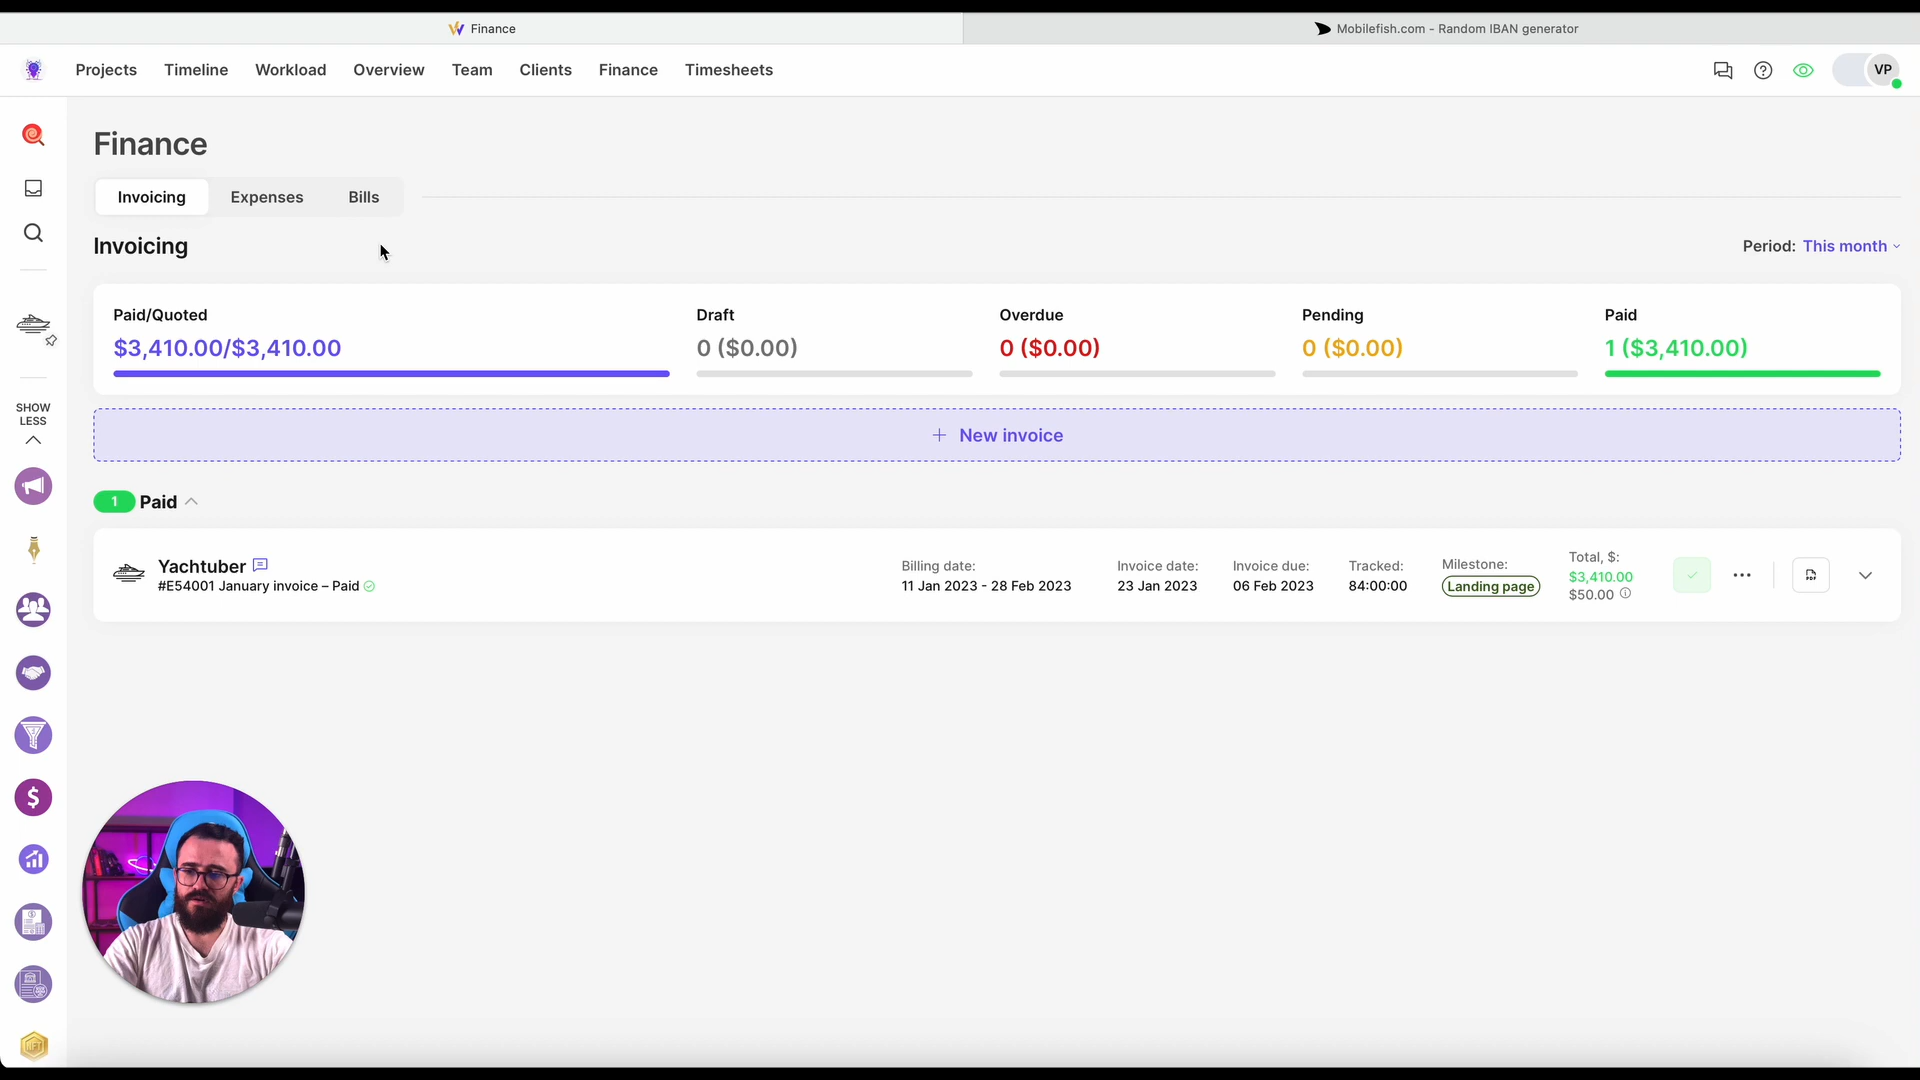 Finance
Mobilefish.com - Random IBAN generator
Projects
Timeline
Workload
Overview
Team
Clients
Finance
Timesheets
VP
Finance
Invoicing
Expenses
Bills
Invoicing
Period: This month
Paid/Quoted
$3,410.00/$3,410.00
Draft
0 ($0.00)
Overdue
0 ($0.00)
Pending
0 ($0.00)
Paid
1 ($3,410.00)
SHOW
LESS
+ New invoice
1 Paid
Yachtuber
#E54001 January invoice – Paid
Billing date:
11 Jan 2023 - 28 Feb 2023
Invoice date:
23 Jan 2023
Invoice due:
06 Feb 2023
Tracked:
84:00:00
Milestone:
Landing page
Total, $:
$3,410.00
$50.00
PDF
NFT